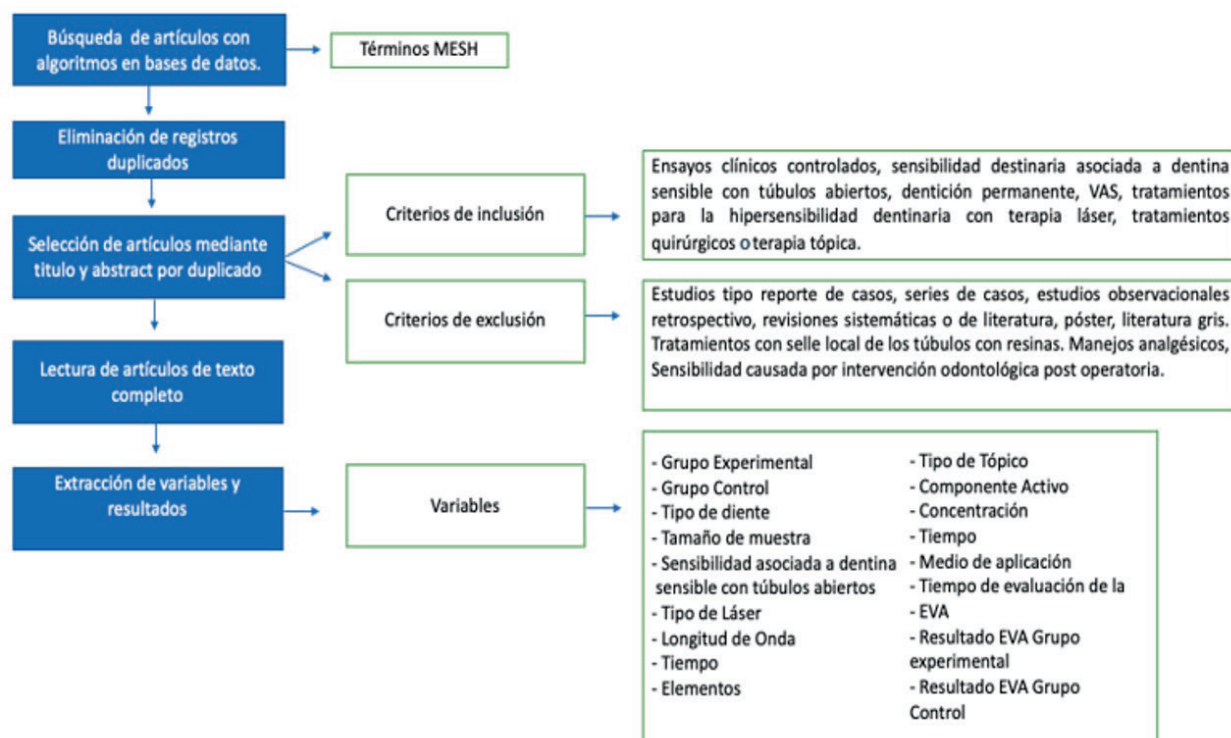 Búsqueda de artículos con
algoritmos en bases de datos.
Términos MESH
Eliminación de registros
duplicados
Selección de artículos mediante
titulo y abstract por duplicado
Criterios de inclusión
Ensayos clínicos controlados, sensibilidad destinaria asociada a dentina
sensible con túbulos abiertos, dentición permanente, VAS, tratamientos
para la hipersensibilidad dentinaria con terapia láser, tratamientos
quirúrgicos o terapia tópica.
Criterios de exclusión
Estudios tipo reporte de casos, series de casos, estudios observacionales
retrospectivo, revisiones sistemáticas o de literatura, póster, literatura gris.
Tratamientos con selle local de los túbulos con resinas. Manejos analgésicos,
Sensibilidad causada por intervención odontológica post operatoria.
Lectura de artículos de texto
completo
Extracción de variables y
resultados
Variables
- Grupo Experimental
- Grupo Control
- Tipo de diente
- Tamaño de muestra
- Sensibilidad asociada a dentina
sensible con túbulos abiertos
- Tipo de Láser
- Longitud de Onda
- Tiempo
- Elementos
- Tipo de Tópico
- Componente Activo
- Concentración
- Tiempo
- Medio de aplicación
- Tiempo de evaluación de la
- EVA
- Resultado EVA Grupo
experimental
- Resultado EVA Grupo
Control